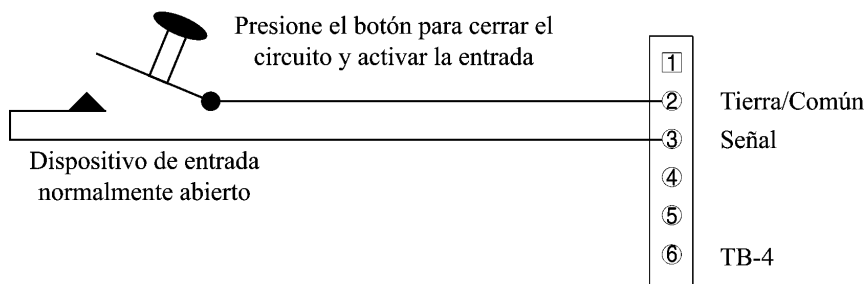 Presione el botón para cerrar el
circuito y activar la entrada
1
2 Tierra/Común
3 Señal
Dispositivo de entrada
normalmente abierto
4
5
6 TB-4